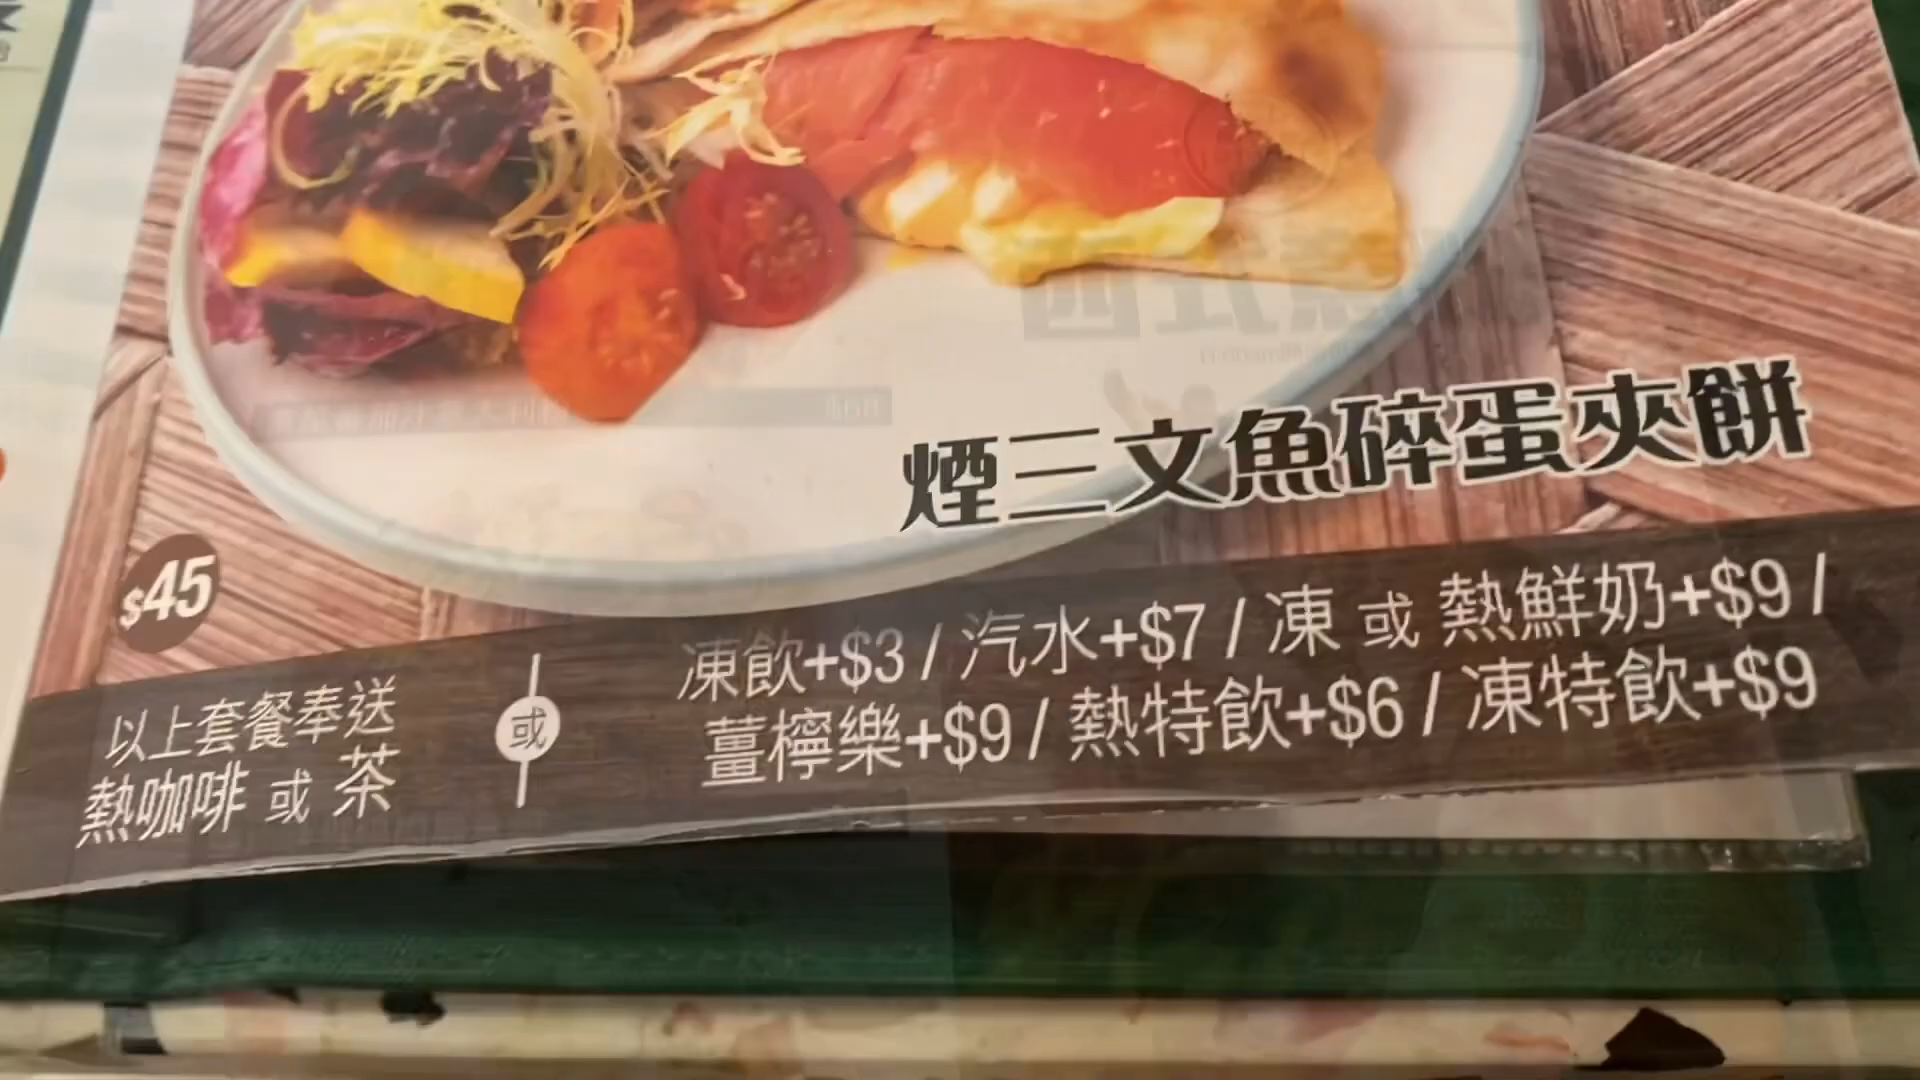 煙三文魚碎蛋夾餅
$45
以上套餐奉送
熱咖啡 或 茶
或
凍飲+$3 / 汽水+$7 / 凍 或 熱鮮奶+$9 /
薑檸樂+$9 / 熱特飲+$6 / 凍特飲+$9